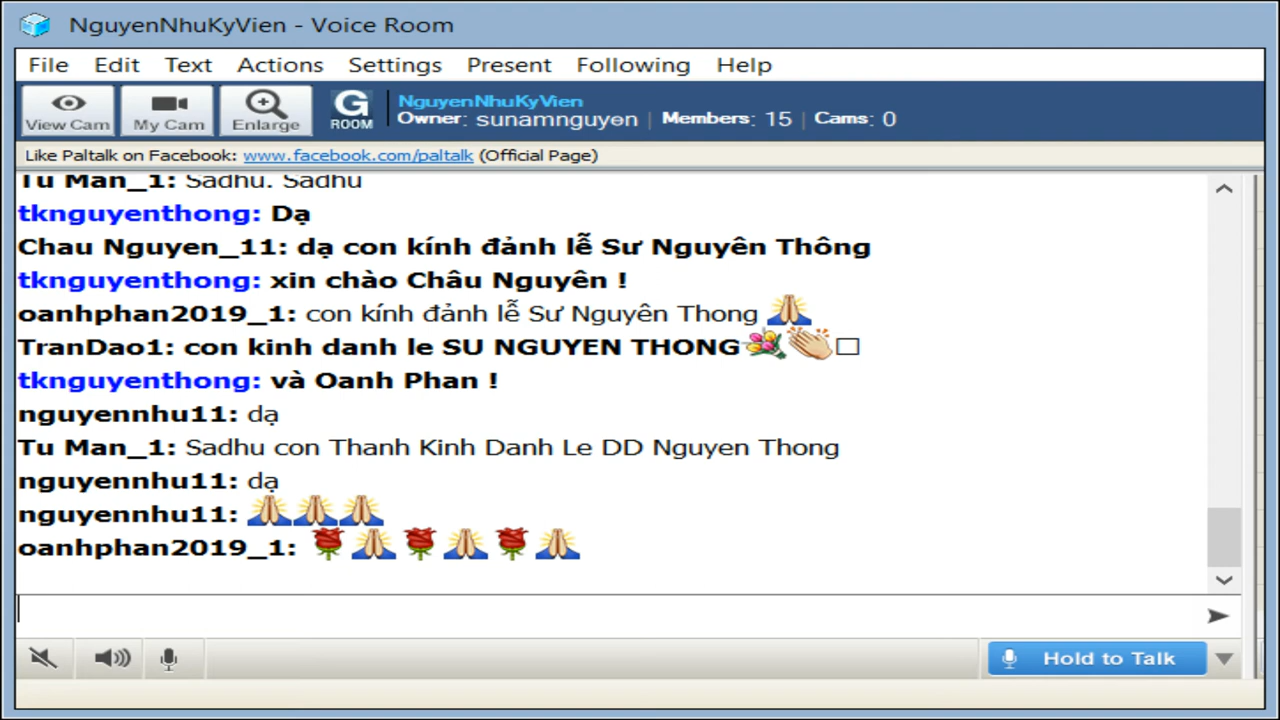 NguyenNhuKyVien - Voice Room
File Edit Text Actions Settings Present Following Help
View Cam My Cam Enlarge G ROOM
NguyenNhuKyVien
Owner: sunamnguyen | Members: 15 | Cams: 0
Like Paltalk on Facebook: www.facebook.com/paltalk (Official Page)
Tu Man_1: Sadhu. Sadhu
tknguyenthong: Dạ
Chau Nguyen_11: dạ con kính đảnh lễ Sư Nguyên Thông
tknguyenthong: xin chào Châu Nguyên !
oanhphan2019_1: con kính đảnh lễ Sư Nguyên Thong 🙏
TranDao1: con kinh danh le SU NGUYEN THONG💐👏□
tknguyenthong: và Oanh Phan !
nguyennhu11: dạ
Tu Man_1: Sadhu con Thanh Kinh Danh Le DD Nguyen Thong
nguyennhu11: dạ
nguyennhu11: 🙏🙏🙏
oanhphan2019_1: 🌹🙏🌹🙏🌹🙏
Hold to Talk